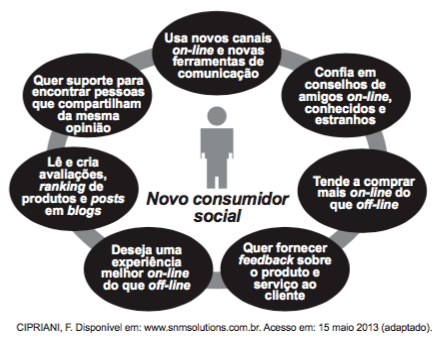 Usa novos canais
on-line e novas
ferramentas de
comunicação
Confia em
conselhos de
amigos on-line,
conhecidos e
estranhos
Tende a comprar
mais on-line do
que off-line
Quer fornecer
feedback sobre
o produto e
serviço ao
cliente
Deseja uma
experiência
melhor on-line
do que off-line
Lê e cria
avaliações,
ranking de
produtos e posts
em blogs
Quer suporte para
encontrar pessoas
que compartilham
da mesma
opinião
Novo consumidor
social
CIPRIANI, F. Disponível em: www.snmsolutions.com.br. Acesso em: 15 maio 2013 (adaptado).